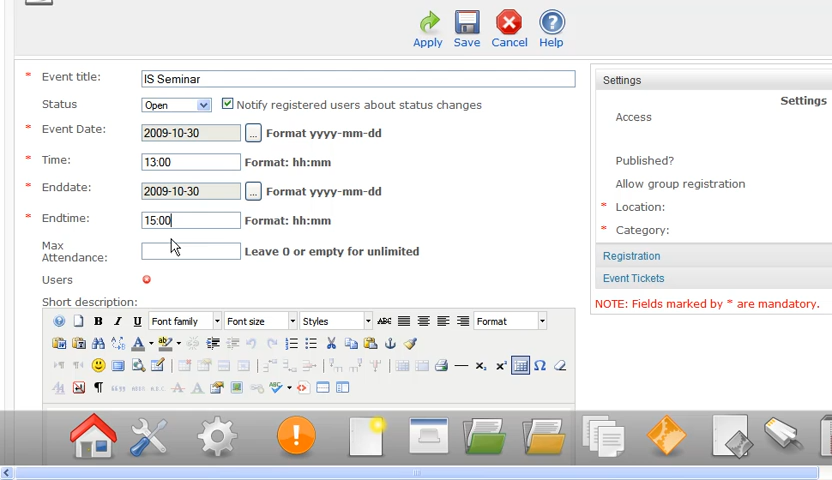 Apply Save Cancel Help
* Event title: IS Seminar
Status Open Notify registered users about status changes
* Event Date: 2009-10-30 ... Format yyyy-mm-dd
* Time: 13:00 Format: hh:mm
* Enddate: 2009-10-30 ... Format yyyy-mm-dd
* Endtime: 15:00 Format: hh:mm
Max
Attendance: Leave 0 or empty for unlimited
Users
Short description:
B I U Font family Font size Styles ABC Format
Settings
Settings
Access
Published?
Allow group registration
* Location:
* Category:
Registration
Event Tickets
NOTE: Fields marked by * are mandatory.